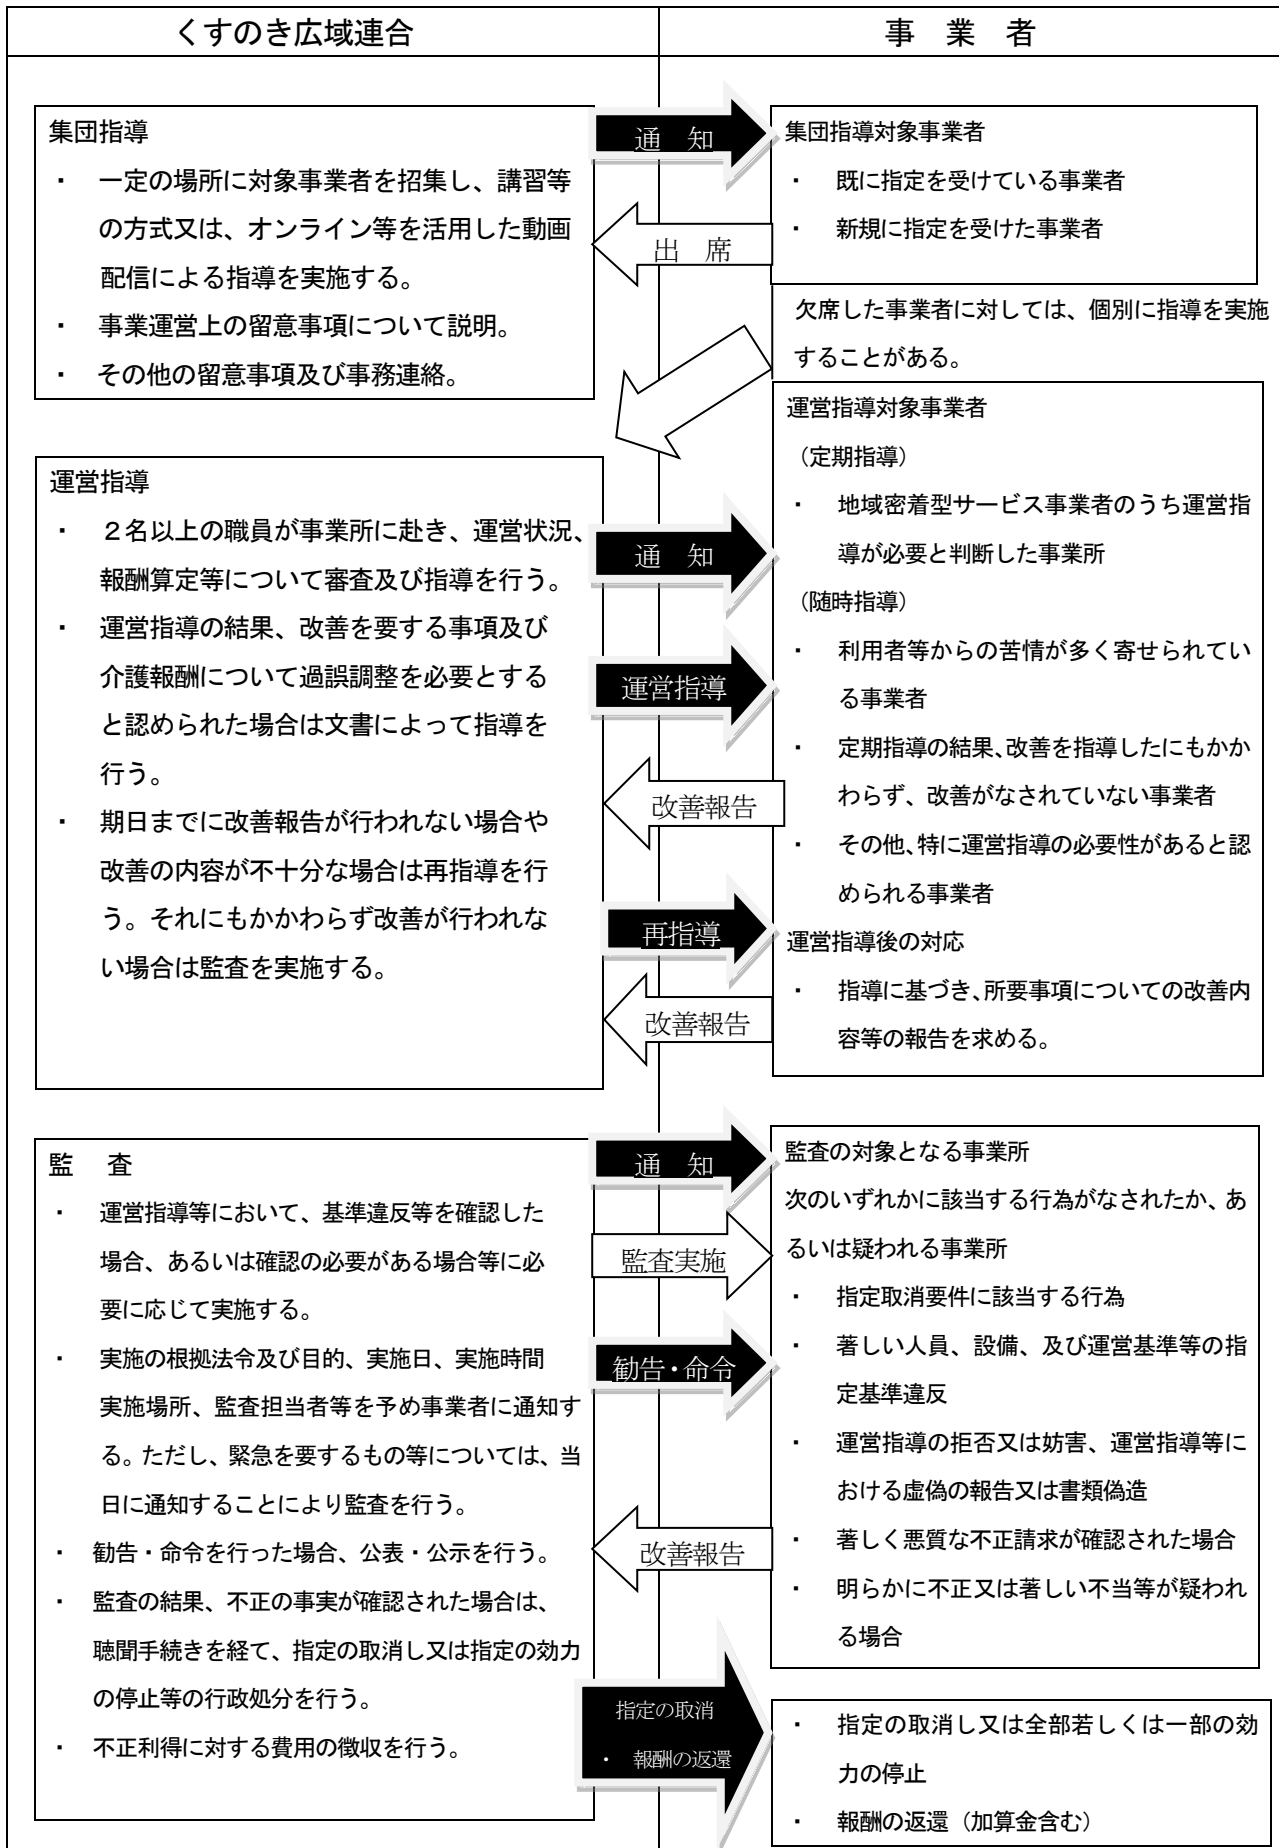 くすのき広域連合
事　業　者
集団指導
・　一定の場所に対象事業者を招集し、講習等
の方式又は、オンライン等を活用した動画
配信による指導を実施する。
・　事業運営上の留意事項について説明。
・　その他の留意事項及び事務連絡。
通　知
出　席
集団指導対象事業者
・　既に指定を受けている事業者
・　新規に指定を受けた事業者
欠席した事業者に対しては、個別に指導を実施
することがある。
運営指導
・　２名以上の職員が事業所に赴き、運営状況、
報酬算定等について審査及び指導を行う。
・　運営指導の結果、改善を要する事項及び
介護報酬について過誤調整を必要とする
と認められた場合は文書によって指導を
行う。
・　期日までに改善報告が行われない場合や
改善の内容が不十分な場合は再指導を行
う。それにもかかわらず改善が行われな
い場合は監査を実施する。
通　知
運営指導
改善報告
再指導
改善報告
運営指導対象事業者
（定期指導）
・　地域密着型サービス事業者のうち運営指
導が必要と判断した事業所
（随時指導）
・　利用者等からの苦情が多く寄せられてい
る事業者
・　定期指導の結果、改善を指導したにもかか
わらず、改善がなされていない事業者
・　その他、特に運営指導の必要性があると認
められる事業者
運営指導後の対応
・　指導に基づき、所要事項についての改善内
容等の報告を求める。
監　査
・　運営指導等において、基準違反等を確認した
場合、あるいは確認の必要がある場合等に必
要に応じて実施する。
・　実施の根拠法令及び目的、実施日、実施時間
実施場所、監査担当者等を予め事業者に通知す
る。ただし、緊急を要するもの等については、当
日に通知することにより監査を行う。
・　勧告・命令を行った場合、公表・公示を行う。
・　監査の結果、不正の事実が確認された場合は、
聴聞手続きを経て、指定の取消し又は指定の効力
の停止等の行政処分を行う。
・　不正利得に対する費用の徴収を行う。
通　知
監査実施
勧告・命令
改善報告
指定の取消
・　報酬の返還
監査の対象となる事業所
次のいずれかに該当する行為がなされたか、あ
るいは疑われる事業所
・　指定取消要件に該当する行為
・　著しい人員、設備、及び運営基準等の指
定基準違反
・　運営指導の拒否又は妨害、運営指導等に
おける虚偽の報告又は書類偽造
・　著しく悪質な不正請求が確認された場合
・　明らかに不正又は著しい不当等が疑われ
る場合
・　指定の取消し又は全部若しくは一部の効
力の停止
・　報酬の返還（加算金含む）